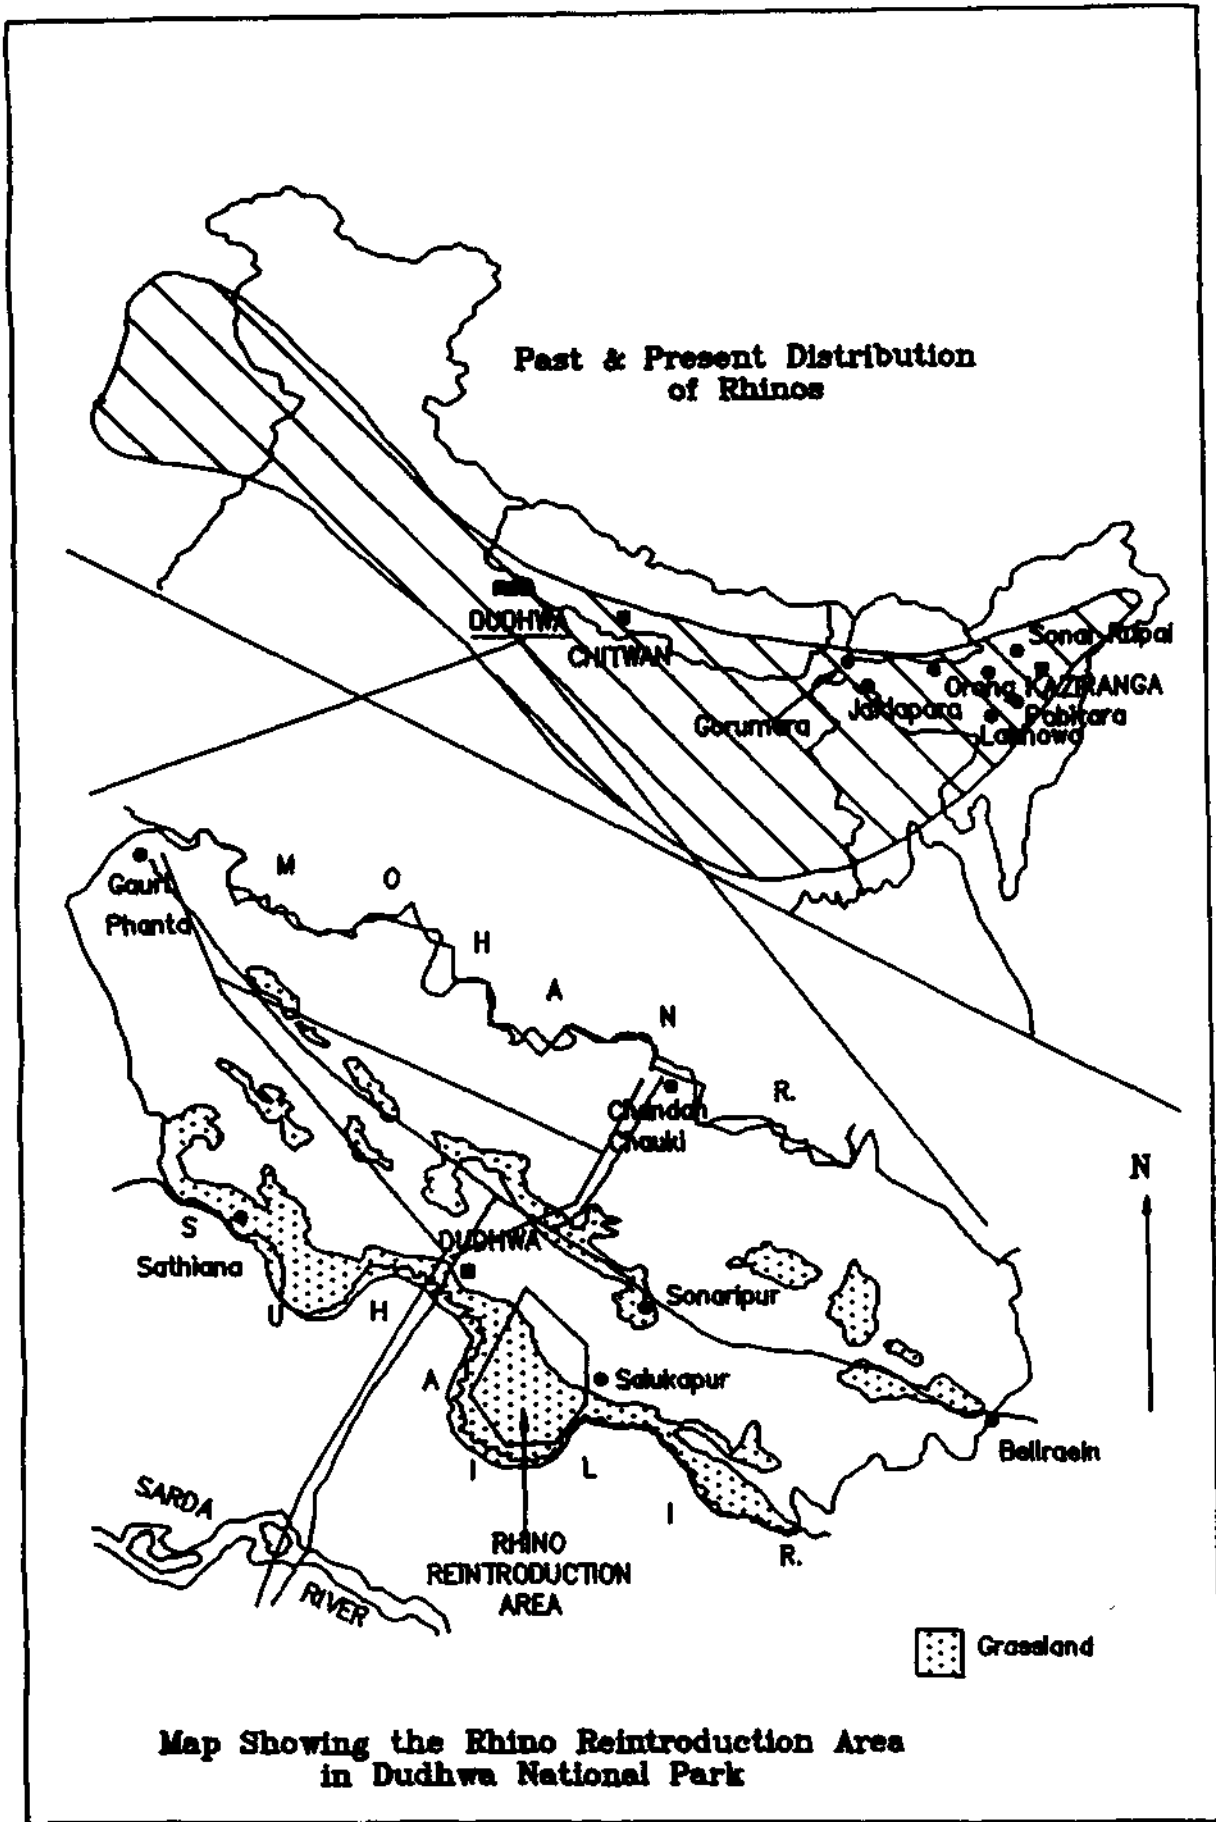 Past & Present Distribution
of Rhinos
DUDHWA
CHITWAN
Sonai Rupai
Orang KAZIRANGA
Jaldapara
Pobitara
Gorumara
Laokhowa
Gauri
Phanta
M O H A N R.
Chandan
Chauki
N
S U H A I L I R.
DUDHWA
Sathiana
Sonaripur
Salukapur
Bellraein
SARDA
RIVER
RHINO
REINTRODUCTION
AREA
Grassland
Map Showing the Rhino Reintroduction Area
in Dudhwa National Park